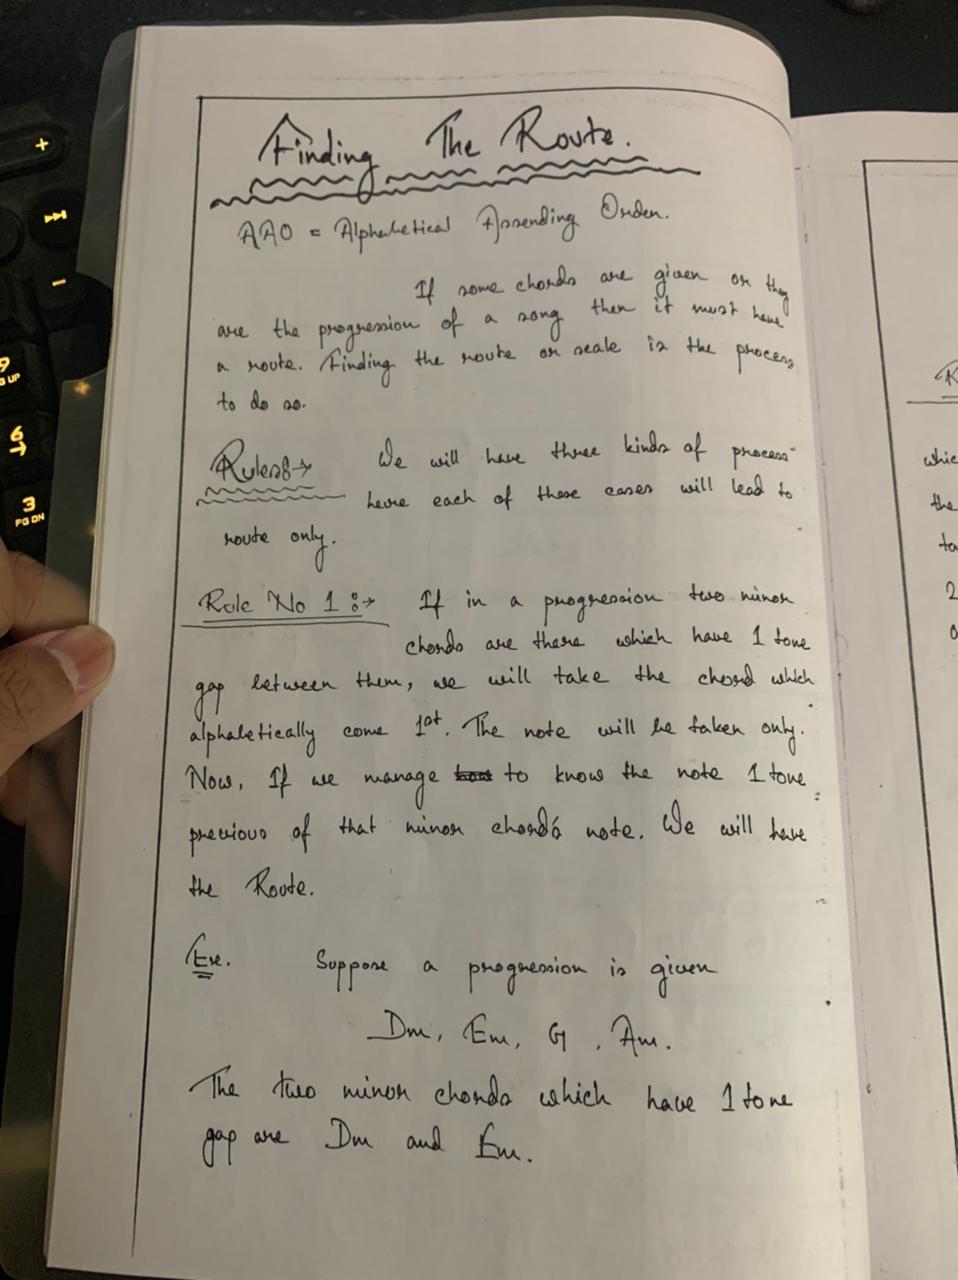 Finding The Route.
AAO = Alphabetical Assending Order.
If some chords are given or they
are the progression of a song then it must have
a route. Finding the route or scale is the process
to do so.
Rules:→ We will have three kinds of process
here each of these cases will lead to
route only.
Rule No 1:→ If in a progression two minor
chords are there which have 1 tone
gap between them, we will take the chord which
alphabetically come 1st. The note will be taken only.
Now, If we manage to know the note 1 tone
previous of that minor chord's note. We will have
the Route.
Ex. Suppose a progression is given
Dm, Em, G, Am.
The two minor chords which have 1 tone
gap are Dm and Em.
+
⏭
−
9
PG UP
6
→
3
PG DN
R
whic
the
ta
2